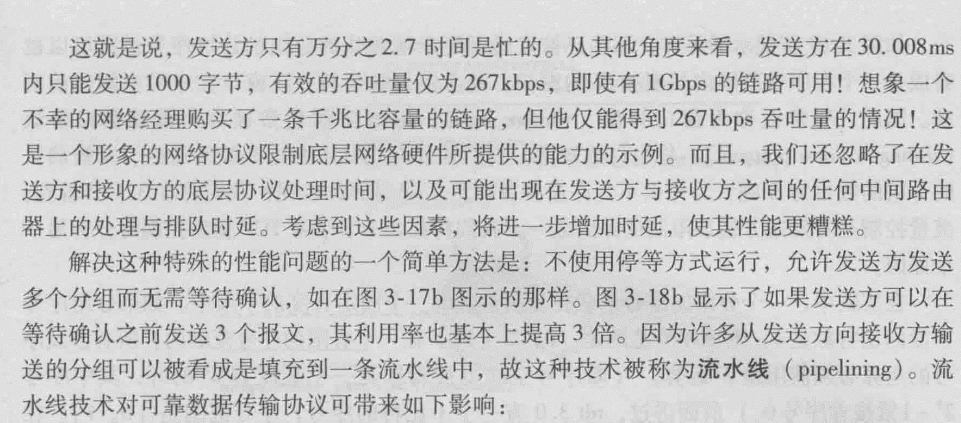 这就是说，发送方只有万分之2.7时间是忙的。从其他角度来看，发送方在30.008ms
内只能发送1000字节，有效的吞吐量仅为267kbps，即使有1Gbps的链路可用！想象一个
不幸的网络经理购买了一条千兆比容量的链路，但他仅能得到267kbps吞吐量的情况！这
是一个形象的网络协议限制底层网络硬件所提供的能力的示例。而且，我们还忽略了在发
送方和接收方的底层协议处理时间，以及可能出现在发送方与接收方之间的任何中间路由
器上的处理与排队时延。考虑到这些因素，将进一步增加时延，使其性能更糟糕。
解决这种特殊的性能问题的一个简单方法是：不使用停等方式运行，允许发送方发送
多个分组而无需等待确认，如在图3-17b图示的那样。图3-18b显示了如果发送方可以在
等待确认之前发送3个报文，其利用率也基本上提高3倍。因为许多从发送方向接收方输
送的分组可以被看成是填充到一条流水线中，故这种技术被称为流水线（pipelining）。流
水线技术对可靠数据传输协议可带来如下影响：